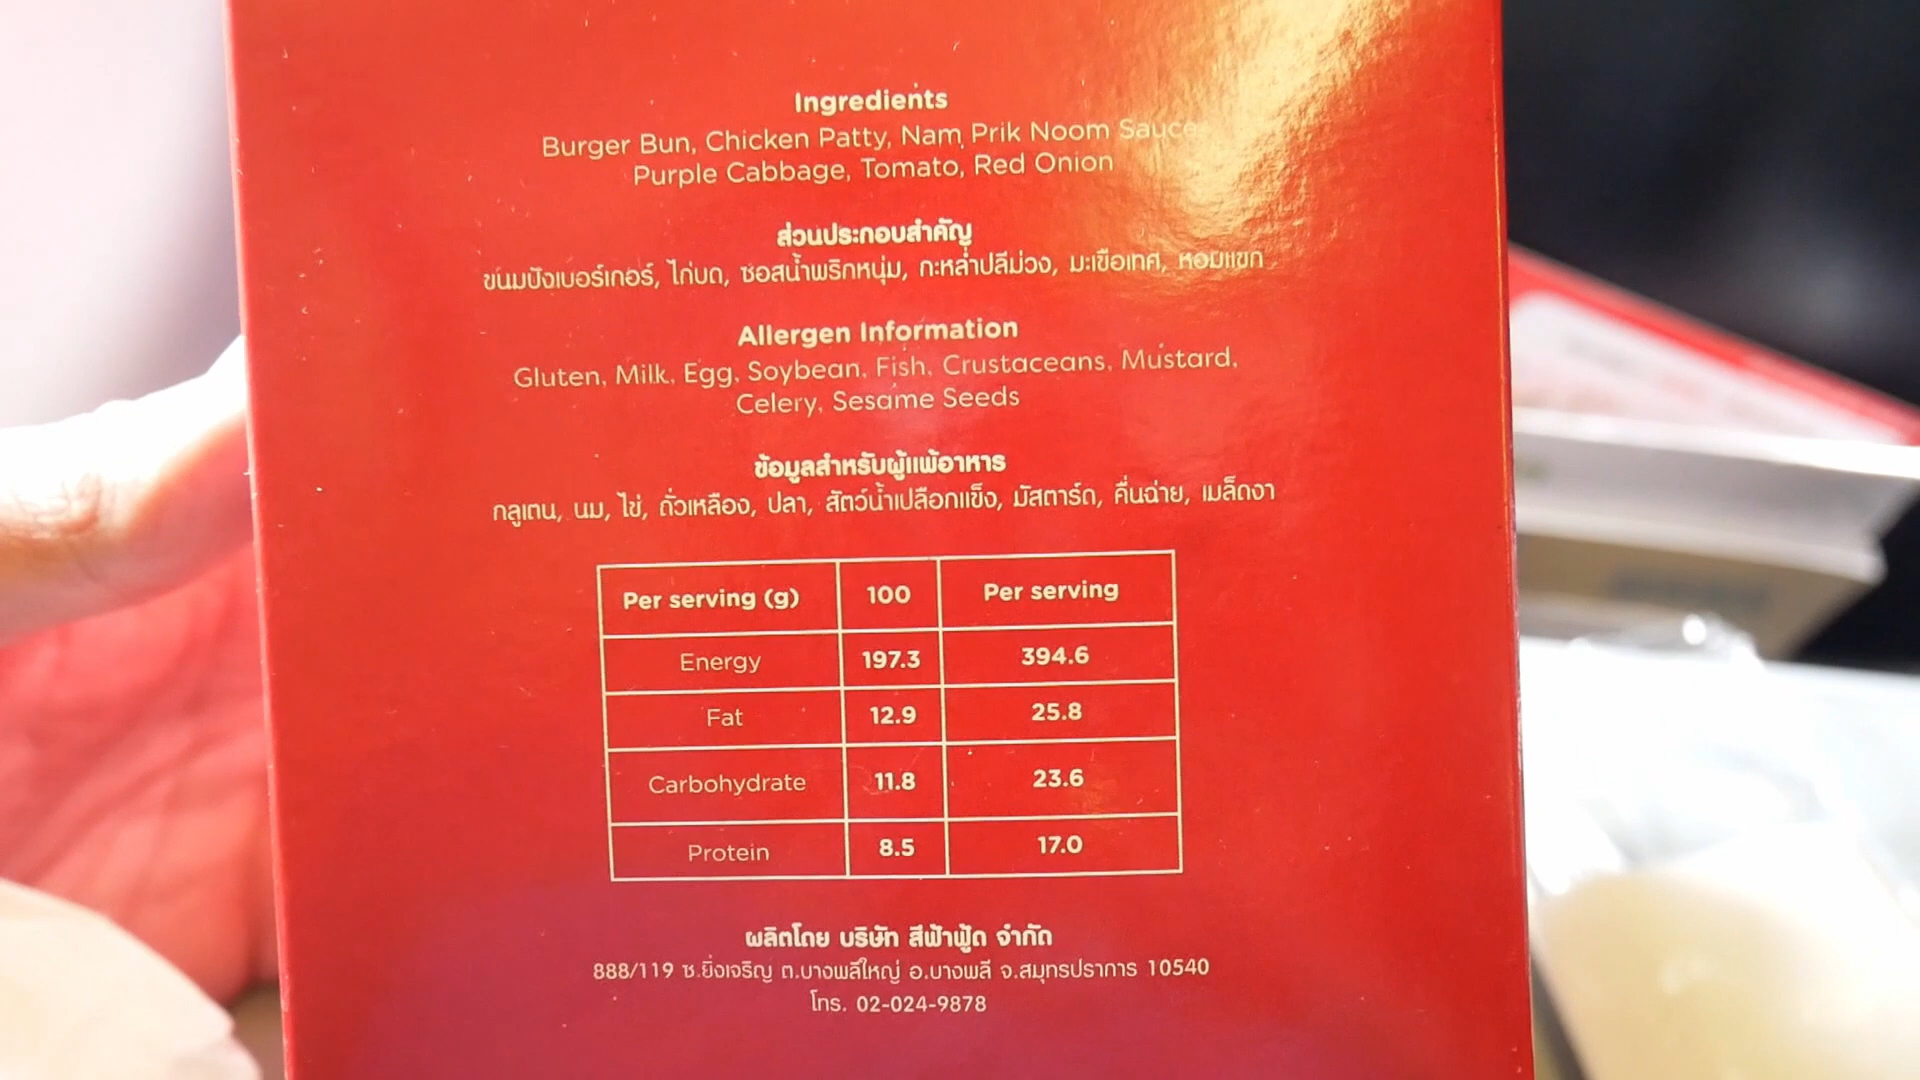 Ingredients
Burger Bun, Chicken Patty, Nam Prik Noom Sauce
Purple Cabbage, Tomato, Red Onion
ส่วนประกอบสำคัญ
ขนมปังเบอร์เกอร์, ไก่บด, ซอสน้ำพริกหนุ่ม, กะหล่ำปลีม่วง, มะเขือเทศ, หอมแขก
Allergen Information
Gluten, Milk, Egg, Soybean, Fish, Crustaceans, Mustard,
Celery, Sesame Seeds
ข้อมูลสำหรับผู้แพ้อาหาร
กลูเตน, นม, ไข่, ถั่วเหลือง, ปลา, สัตว์น้ำเปลือกแข็ง, มัสตาร์ด, คื่นฉ่าย, เมล็ดงา
Per serving (g) 100 Per serving
Energy 197.3 394.6
Fat 12.9 25.8
Carbohydrate 11.8 23.6
Protein 8.5 17.0
ผลิตโดย บริษัท สีฟ้าฟู้ด จำกัด
888/119 ซ.ยิ่งเจริญ ต.บางพลีใหญ่ อ.บางพลี จ.สมุทรปราการ 10540
โทร. 02-024-9878